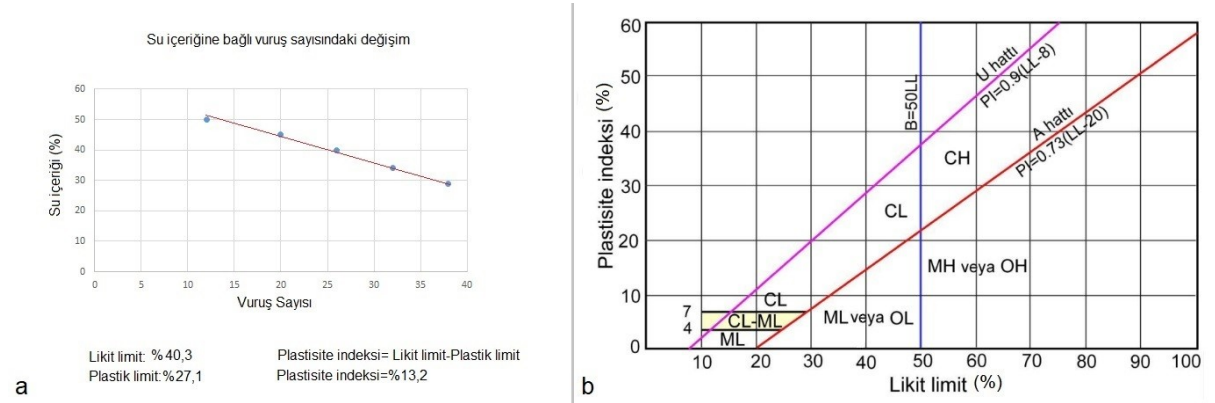 Su içeriğine bağlı vuruş sayısındaki değişim
Su içeriği (%)
60
50
40
30
20
10
0
0 5 10 15 20 25 30 35 40
Vuruş Sayısı
Likit limit: %40,3
Plastik limit:%27,1
Plastisite indeksi= Likit limit-Plastik limit
Plastisite indeksi=%13,2
a
Plastisite indeksi (%)
60
50
40
30
20
10
7
4
0
U hattı
PI=0.9(LL-8)
B=50LL
A hattı
PI=0.73(LL-20)
CH
CL
MH veya OH
CL
CL-ML
ML veya OL
ML
10 20 30 40 50 60 70 80 90 100
Likit limit (%)
b